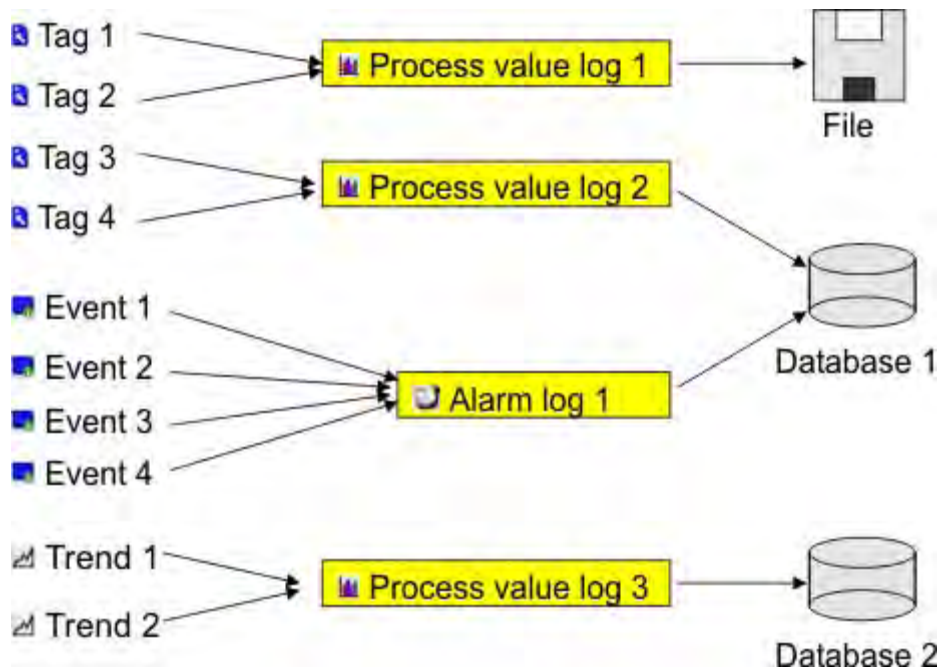 Tag 1
Tag 2
Process value log 1
File
Tag 3
Tag 4
Process value log 2
Event 1
Event 2
Event 3
Event 4
Alarm log 1
Database 1
Trend 1
Trend 2
Process value log 3
Database 2